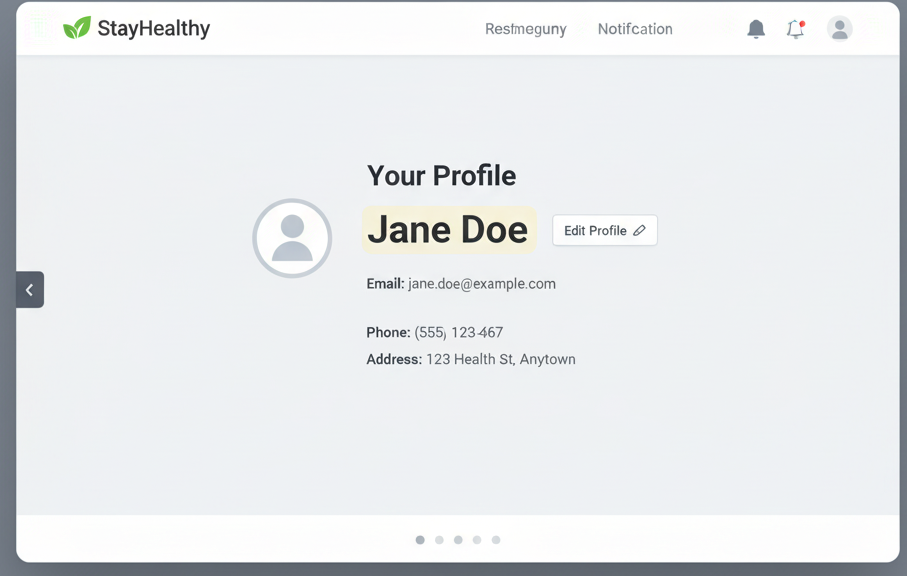 StayHealthy
Restmeguny Notifcation
Your Profile
Jane Doe
Edit Profile
Email: jane.doe@example.com
Phone: (555) 123-467
Address: 123 Health St, Anytown